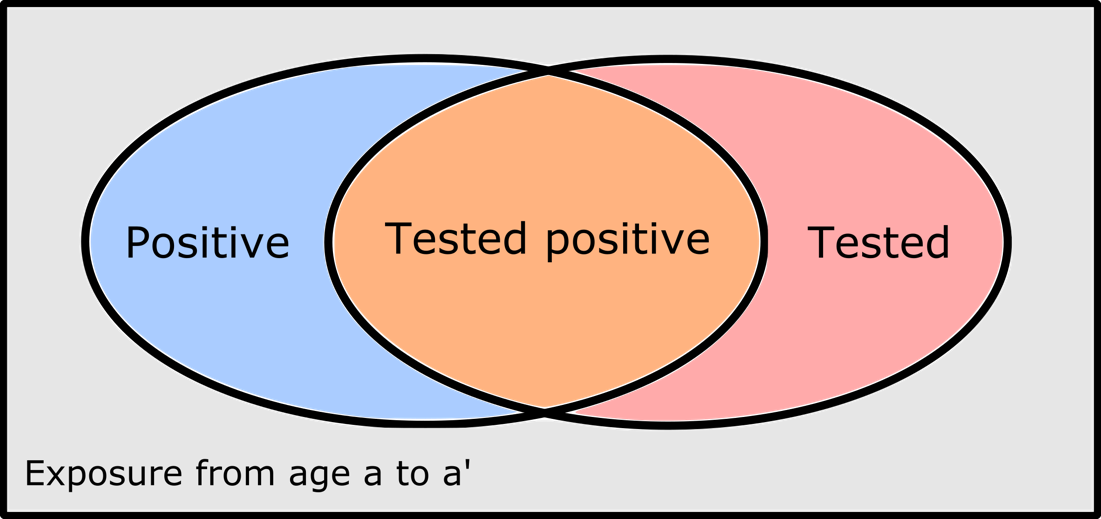 Positive
Tested positive
Tested
Exposure from age a to a'